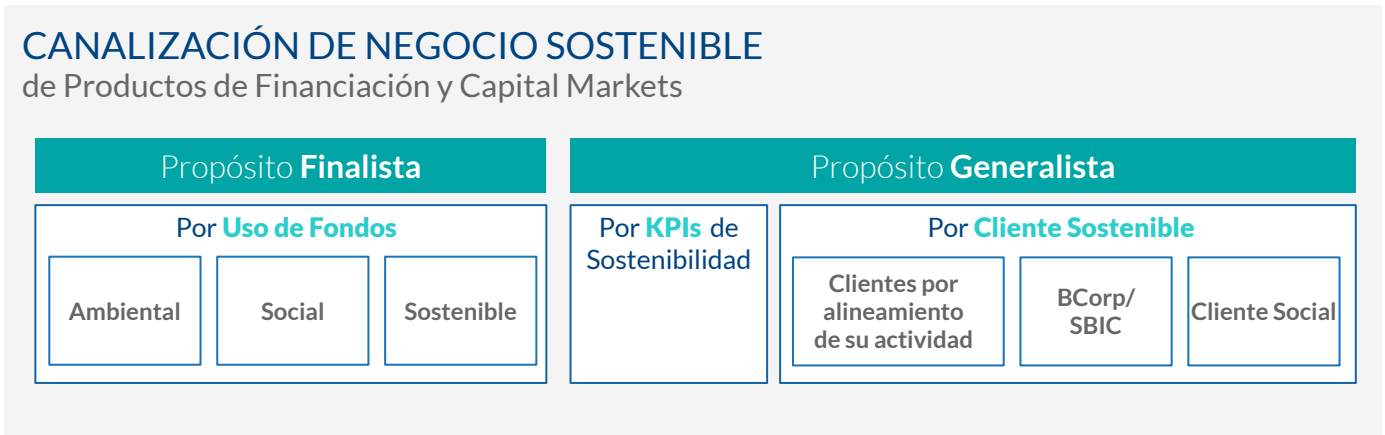 CANALIZACIÓN DE NEGOCIO SOSTENIBLE
de Productos de Financiación y Capital Markets
Propósito Finalista
Propósito Generalista
Por Uso de Fondos
Ambiental
Social
Sostenible
Por KPIs de
Sostenibilidad
Por Cliente Sostenible
Clientes por
alineamiento
de su actividad
BCorp/
SBIC
Cliente Social